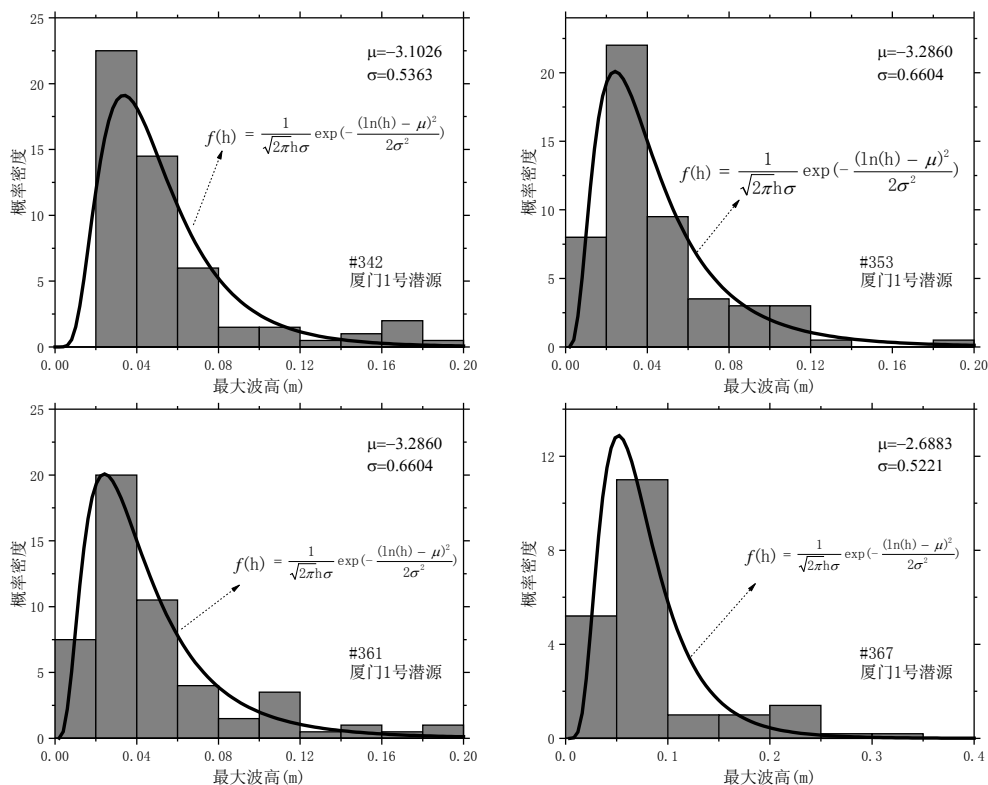 25
20
15
10
5
0
概率密度
μ=−3.1026
σ=0.5363
f(h) = 1/(√2πhσ) exp(-(ln(h) − μ)²/2σ²)
#342
厦门1号潜源
0.00 0.04 0.08 0.12 0.16 0.20
最大波高(m)
20
15
10
5
0
概率密度
μ=−3.2860
σ=0.6604
f(h) = 1/(√2πhσ) exp(-(ln(h) − μ)²/2σ²)
#353
厦门1号潜源
0.00 0.04 0.08 0.12 0.16 0.20
最大波高(m)
25
20
15
10
5
0
概率密度
μ=−3.2860
σ=0.6604
f(h) = 1/(√2πhσ) exp(-(ln(h) − μ)²/2σ²)
#361
厦门1号潜源
0.00 0.04 0.08 0.12 0.16 0.20
最大波高(m)
12
8
4
0
概率密度
μ=−2.6883
σ=0.5221
f(h) = 1/(√2πhσ) exp(-(ln(h) − μ)²/2σ²)
#367
厦门1号潜源
0.0 0.1 0.2 0.3 0.4
最大波高(m)